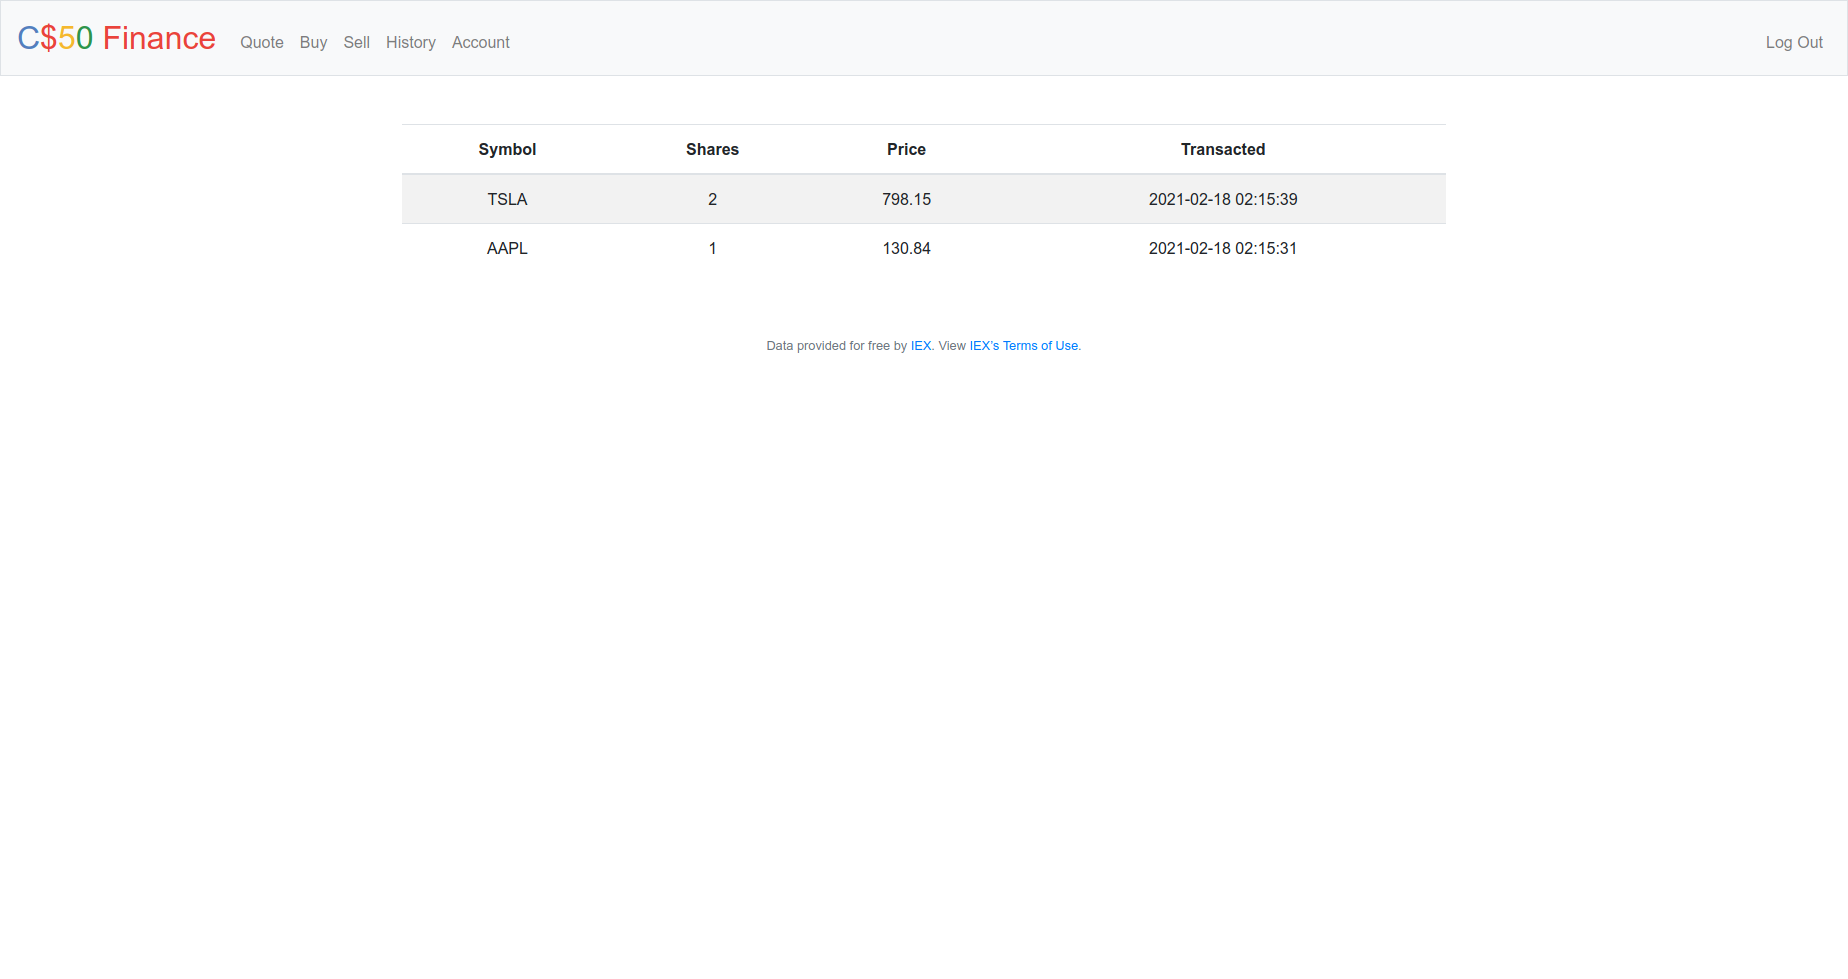 C$50 Finance Quote Buy Sell History Account Log Out
Symbol Shares Price Transacted
TSLA 2 798.15 2021-02-18 02:15:39
AAPL 1 130.84 2021-02-18 02:15:31
Data provided for free by IEX. View IEX's Terms of Use.